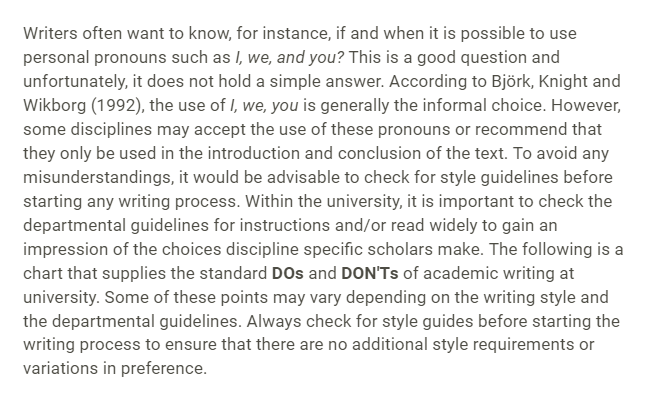 Writers often want to know, for instance, if and when it is possible to use
personal pronouns such as I, we, and you? This is a good question and
unfortunately, it does not hold a simple answer. According to Björk, Knight and
Wikborg (1992), the use of I, we, you is generally the informal choice. However,
some disciplines may accept the use of these pronouns or recommend that
they only be used in the introduction and conclusion of the text. To avoid any
misunderstandings, it would be advisable to check for style guidelines before
starting any writing process. Within the university, it is important to check the
departmental guidelines for instructions and/or read widely to gain an
impression of the choices discipline specific scholars make. The following is a
chart that supplies the standard DOs and DON'Ts of academic writing at
university. Some of these points may vary depending on the writing style and
the departmental guidelines. Always check for style guides before starting the
writing process to ensure that there are no additional style requirements or
variations in preference.